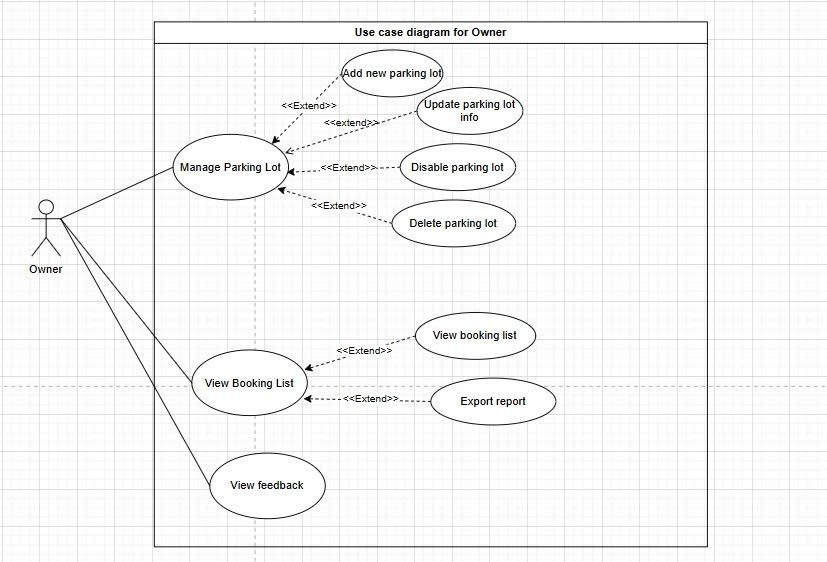 Use case diagram for Owner
Add new parking lot
<<Extend>>
Update parking lot
info
<<extend>>
Manage Parking Lot
<<Extend>>
Disable parking lot
<<Extend>>
Delete parking lot
Owner
View booking list
<<Extend>>
View Booking List
<<Extend>>
Export report
View feedback